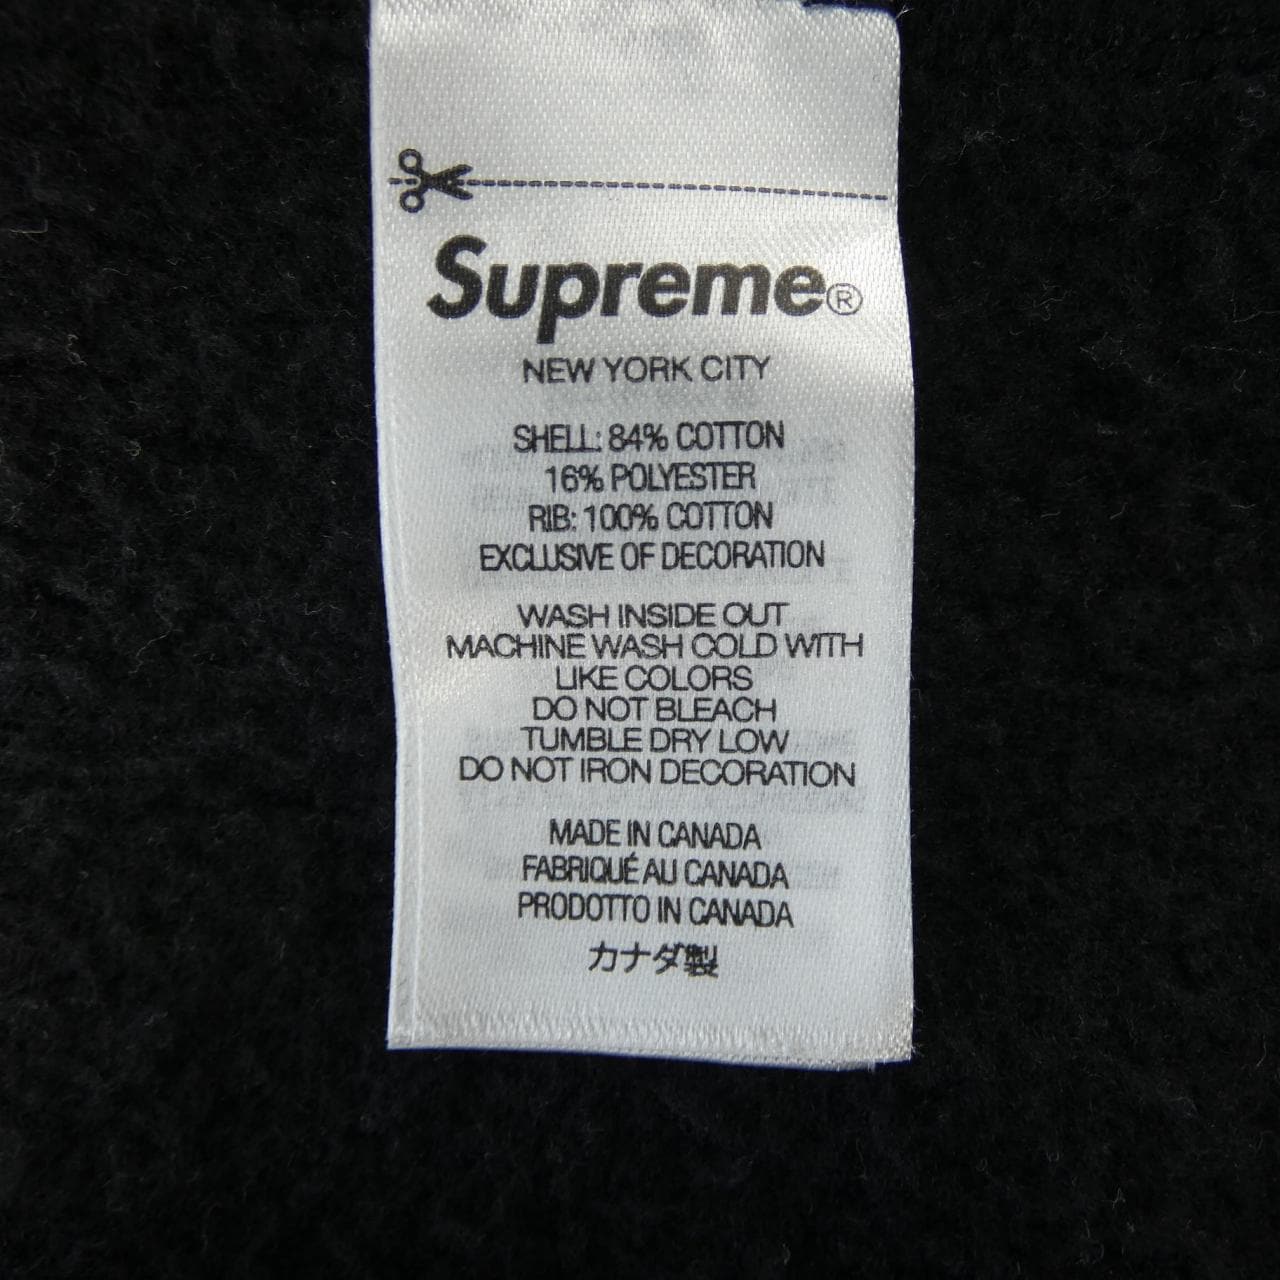 Supreme®
NEW YORK CITY
SHELL: 84% COTTON
16% POLYESTER
RIB: 100% COTTON
EXCLUSIVE OF DECORATION
WASH INSIDE OUT
MACHINE WASH COLD WITH
LIKE COLORS
DO NOT BLEACH
TUMBLE DRY LOW
DO NOT IRON DECORATION
MADE IN CANADA
FABRIQUÉ AU CANADA
PRODOTTO IN CANADA
カナダ製